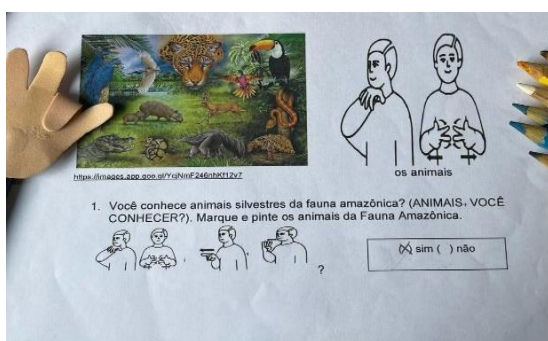 https://images.app.goo.gl/YcjNmF246nhKf12v7
os animais
1. Você conhece animais silvestres da fauna amazônica? (ANIMAIS, VOCÊ
CONHECER?). Marque e pinte os animais da Fauna Amazônica.
?
(X) sim ( ) não